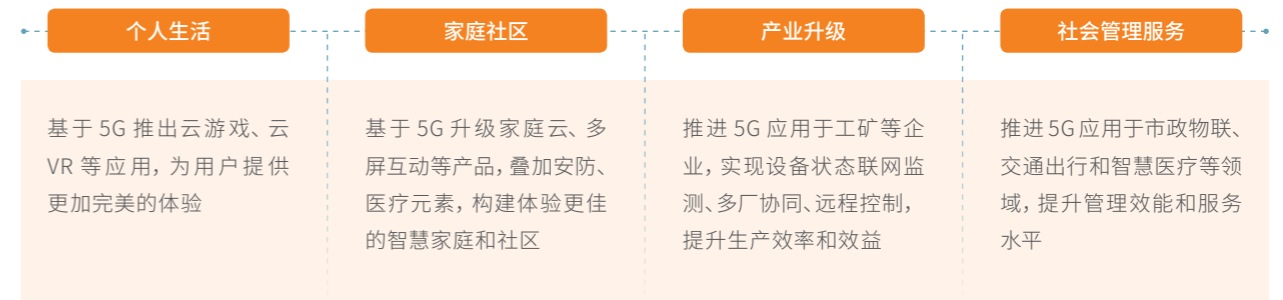 个人生活
基于 5G 推出云游戏、云
VR 等应用，为用户提供
更加完美的体验
家庭社区
基于 5G 升级家庭云、多
屏互动等产品，叠加安防、
医疗元素，构建体验更佳
的智慧家庭和社区
产业升级
推进 5G 应用于工矿等企
业，实现设备状态联网监
测、多厂协同、远程控制，
提升生产效率和效益
社会管理服务
推进 5G 应用于市政物联、
交通出行和智慧医疗等领
域，提升管理效能和服务
水平